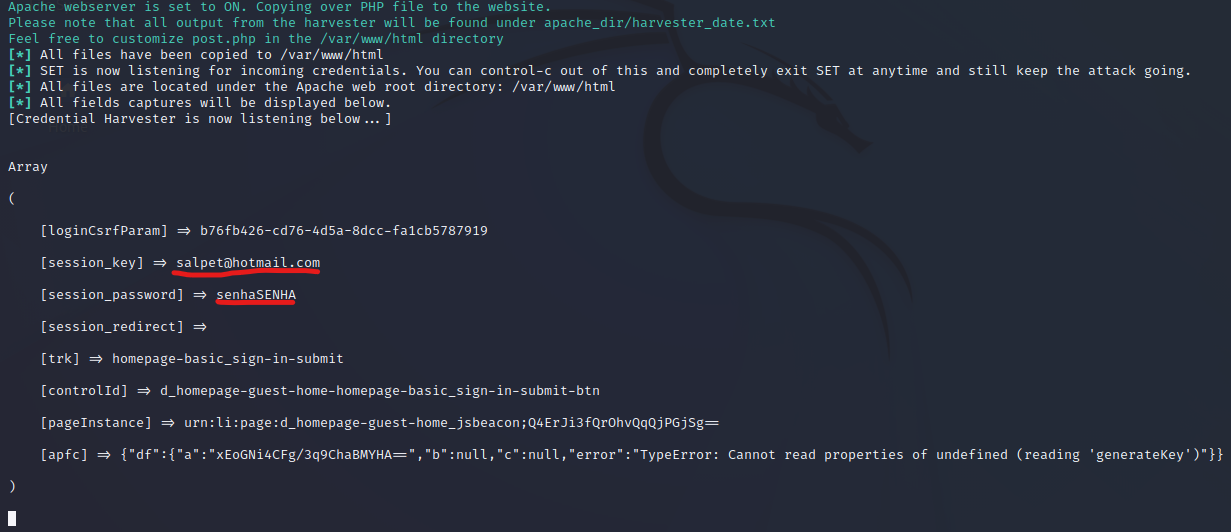 Apache webserver is set to ON. Copying over PHP file to the website.
Please note that all output from the harvester will be found under apache_dir/harvester_date.txt
Feel free to customize post.php in the /var/www/html directory
[*] All files have been copied to /var/www/html
[*] SET is now listening for incoming credentials. You can control-c out of this and completely exit SET at anytime and still keep the attack going.
[*] All files are located under the Apache web root directory: /var/www/html
[*] All fields captures will be displayed below.
[Credential Harvester is now listening below...]
Array
(
[loginCsrfParam] => b76fb426-cd76-4d5a-8dcc-fa1cb5787919
[session_key] => salpet@hotmail.com
[session_password] => senhaSENHA
[session_redirect] =>
[trk] => homepage-basic_sign-in-submit
[controlId] => d_homepage-guest-home-homepage-basic_sign-in-submit-btn
[pageInstance] => urn:li:page:d_homepage-guest-home_jsbeacon;Q4ErJi3fQrOhvQqQjPGjSg==
[apfc] => {"df":{"a":"xEoGNi4CFg/3q9ChaBMYHA==","b":null,"c":null,"error":"TypeError: Cannot read properties of undefined (reading 'generateKey')"}}
)